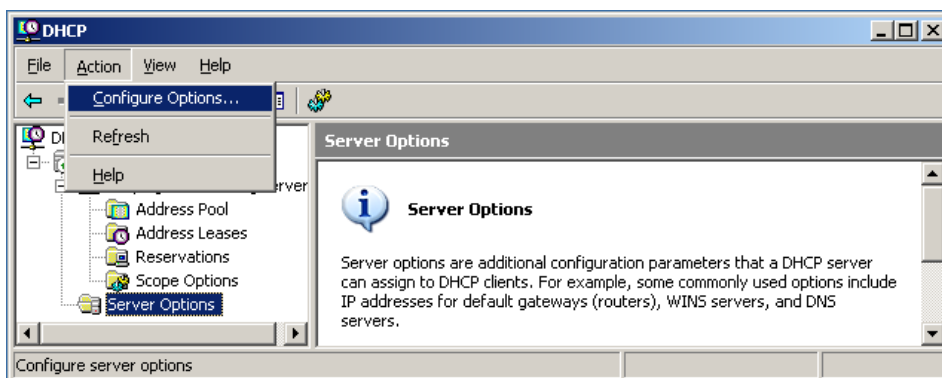 DHCP
File Action View Help
Configure Options...
Refresh
Help
rver
Address Pool
Address Leases
Reservations
Scope Options
Server Options
Server Options
Server Options
Server options are additional configuration parameters that a DHCP server
can assign to DHCP clients. For example, some commonly used options include
IP addresses for default gateways (routers), WINS servers, and DNS
servers.
Configure server options